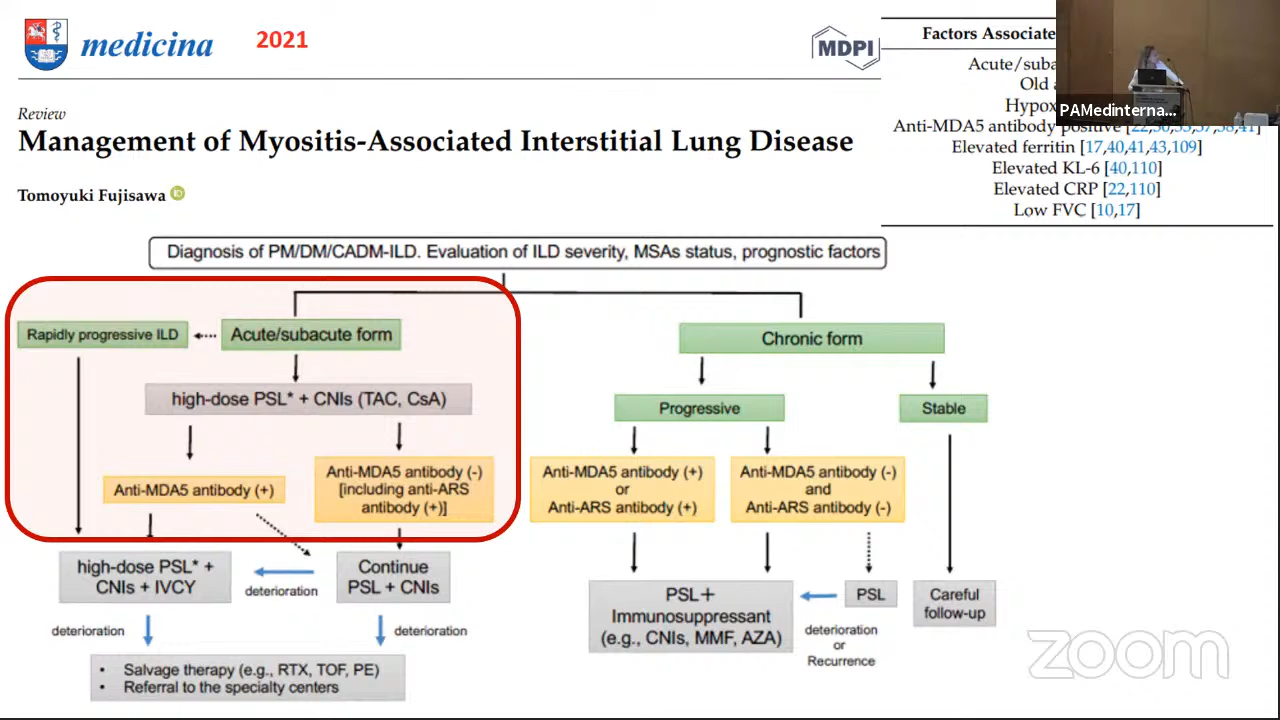 medicina
2021
MDPI
Review
Management of Myositis-Associated Interstitial Lung Disease
Tomoyuki Fujisawa
Factors Associate
Acute/suba
Old
Hypox
PAMedinterna...
Anti-MDA5 antibody positive
Elevated ferritin [17,40,41,43,109]
Elevated KL-6 [40,110]
Elevated CRP [22,110]
Low FVC [10,17]
Diagnosis of PM/DM/CADM-ILD. Evaluation of ILD severity, MSAs status, prognostic factors
Rapidly progressive ILD
Acute/subacute form
high-dose PSL* + CNIs (TAC, CsA)
Anti-MDA5 antibody (+)
Anti-MDA5 antibody (-)
[including anti-ARS
antibody (+)]
high-dose PSL* +
CNIs + IVCY
deterioration
Continue
PSL + CNIs
deterioration
deterioration
• Salvage therapy (e.g., RTX, TOF, PE)
• Referral to the specialty centers
Chronic form
Progressive
Stable
Anti-MDA5 antibody (+)
or
Anti-ARS antibody (+)
Anti-MDA5 antibody (-)
and
Anti-ARS antibody (-)
PSL+
Immunosuppressant
(e.g., CNIs, MMF, AZA)
PSL
deterioration
or
Recurrence
Careful
follow-up
zoom